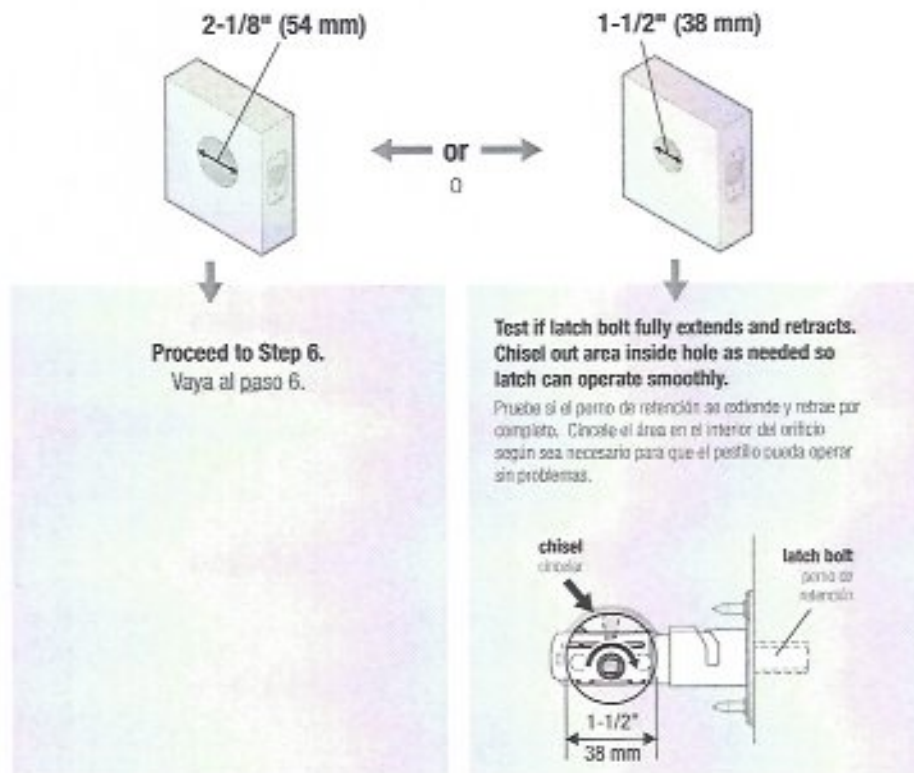 2-1/8" (54 mm)
1-1/2" (38 mm)
or
O
Proceed to Step 6.
Vaya al paso 6.
Test if latch bolt fully extends and retracts.
Chisel out area inside hole as needed so
latch can operate smoothly.
Pruebe si el perno de retención se extiende y retrae por
completo. Cincele el área en el interior del orificio
según sea necesario para que el pestillo pueda operar
sin problemas.
chisel
cincelar
latch bolt
perno de
retención
1-1/2"
38 mm